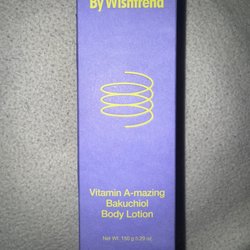 By Wishtrend
Vitamin A-mazing
Bakuchiol
Body Lotion
Net Wt. 150 g 5.29 oz.